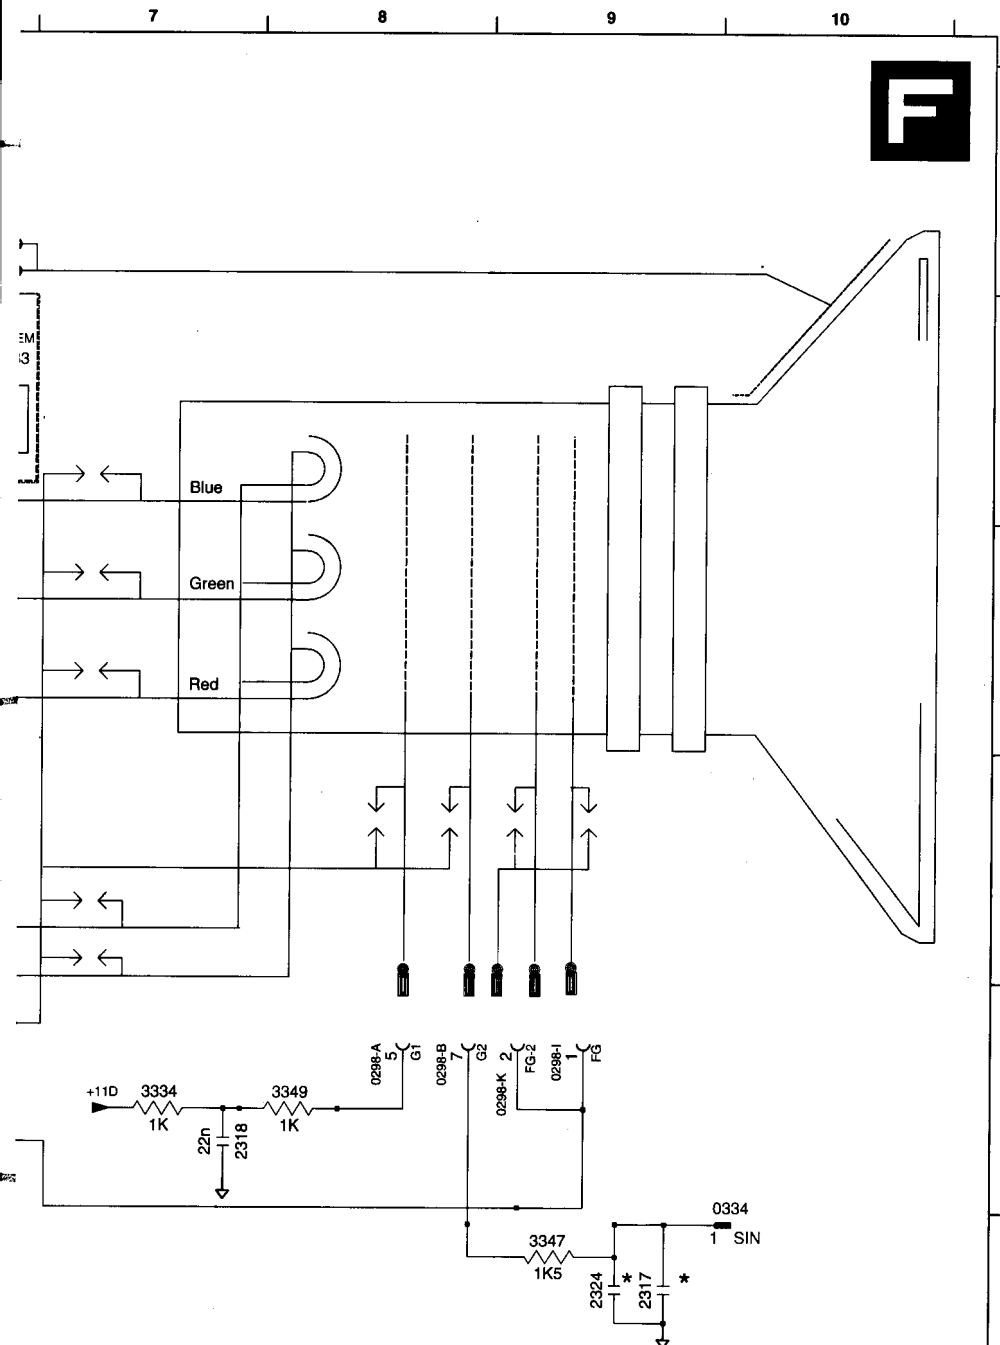 7 8 9 10
F
EM
33
Blue
Green
Red
0298-A
5
G1
0298-B
7
G2
0298-K
2
FG-2
0298-I
1
FG
+11D
3334
1K
3349
1K
22n
2318
0334
1 SIN
3347
1K5
2324
*
2317
*